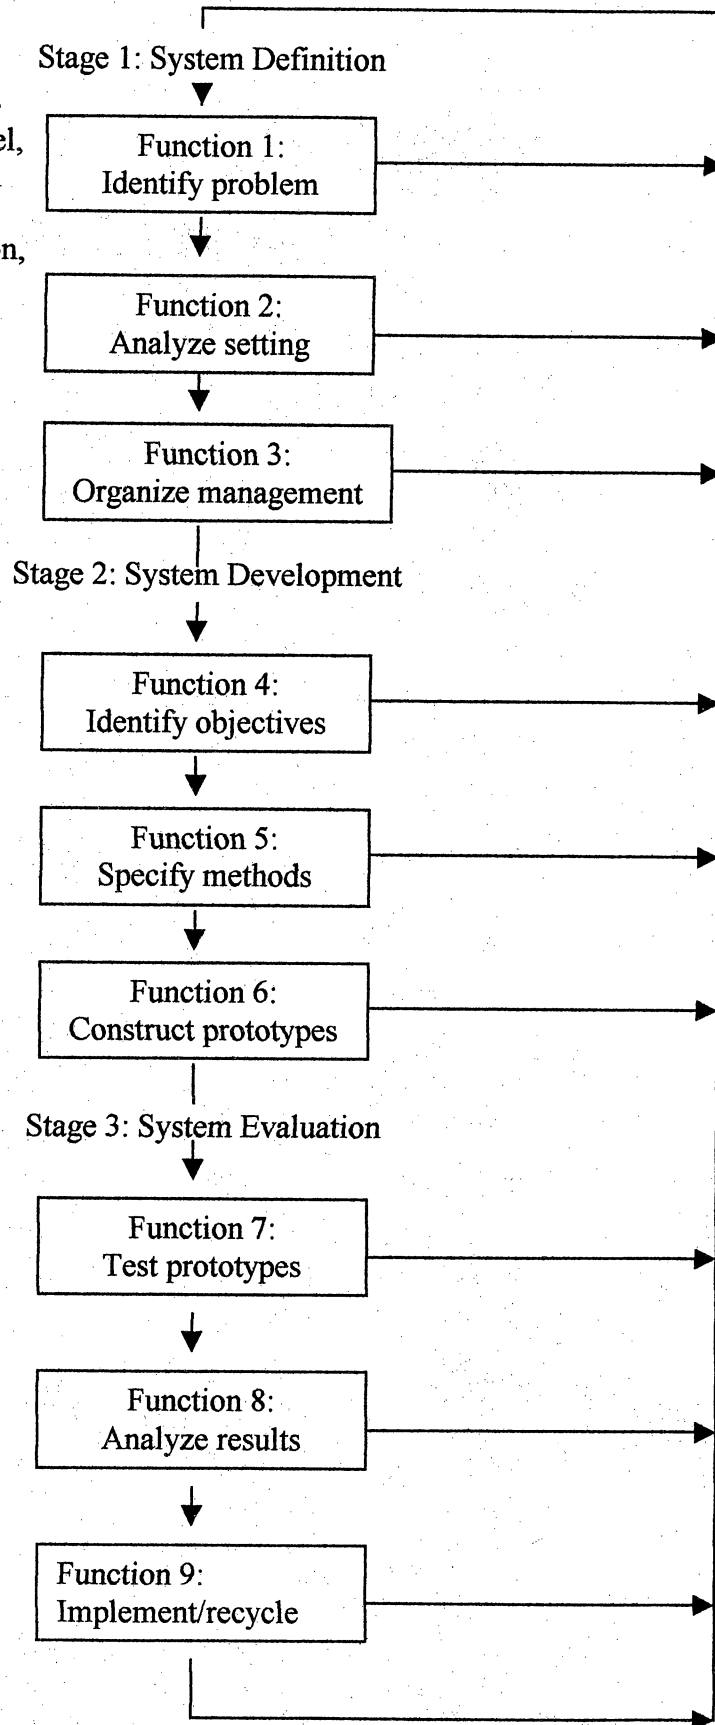 Stage 1: System Definition
el,
Function 1:
Identify problem
n,
Function 2:
Analyze setting
Function 3:
Organize management
Stage 2: System Development
Function 4:
Identify objectives
Function 5:
Specify methods
Function 6:
Construct prototypes
Stage 3: System Evaluation
Function 7:
Test prototypes
Function 8:
Analyze results
Function 9:
Implement/recycle